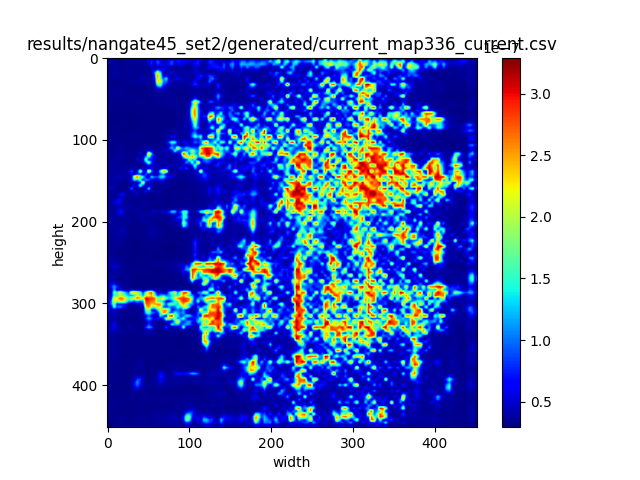 results/nangate45_set2/generated/current_map336_current.csv
1e−7
0
100
200
300
400
height
0 100 200 300 400
width
3.0
2.5
2.0
1.5
1.0
0.5